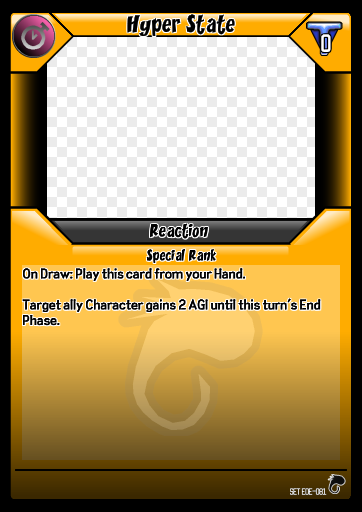 Hyper State
0
Reaction
Special Rank
On Draw: Play this card from your Hand.
Target ally Character gains 2 AGI until this turn's End
Phase.
SET EDE-081